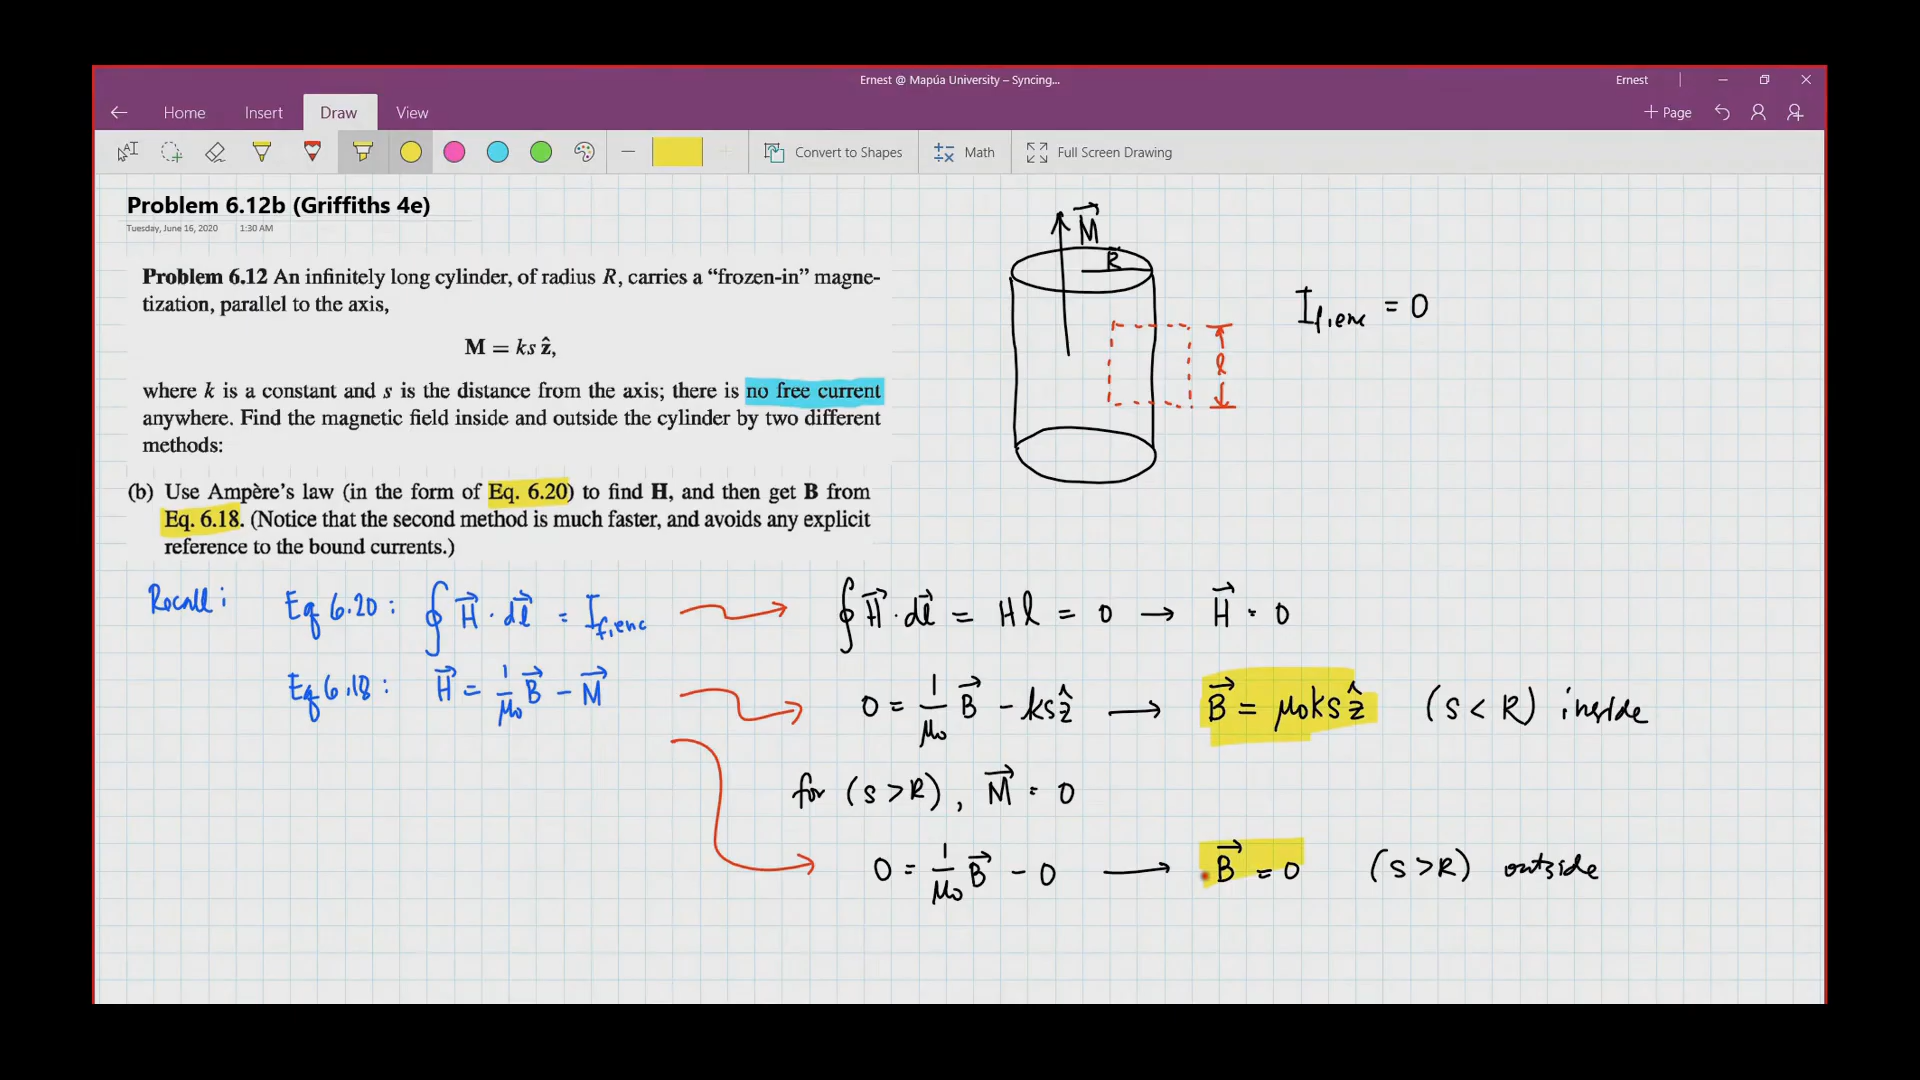 Ernest @ Mapúa University – Syncing...
Ernest
Home Insert Draw View
Page
Convert to Shapes Math Full Screen Drawing
Problem 6.12b (Griffiths 4e)
Tuesday, June 16, 2020 1:30 AM
Problem 6.12 An infinitely long cylinder, of radius R, carries a “frozen-in” magne-
tization, parallel to the axis,
M = ks ẑ,
where k is a constant and s is the distance from the axis; there is no free current
anywhere. Find the magnetic field inside and outside the cylinder by two different
methods:
(b) Use Ampère’s law (in the form of Eq. 6.20) to find H, and then get B from
Eq. 6.18. (Notice that the second method is much faster, and avoids any explicit
reference to the bound currents.)
M⃗
R
l
I_f,enc = 0
Recall: Eq 6.20: ∮ H⃗ · dl⃗ = I_f,enc
∮ H⃗ · dl⃗ = Hl = 0 → H⃗ = 0
Eq 6.18: H⃗ = 1/μ₀ B⃗ − M⃗
0 = 1/μ₀ B⃗ − ksẑ → B⃗ = μ₀ksẑ (s < R) inside
for (s > R), M⃗ = 0
0 = 1/μ₀ B⃗ − 0 → B⃗ = 0 (s > R) outside